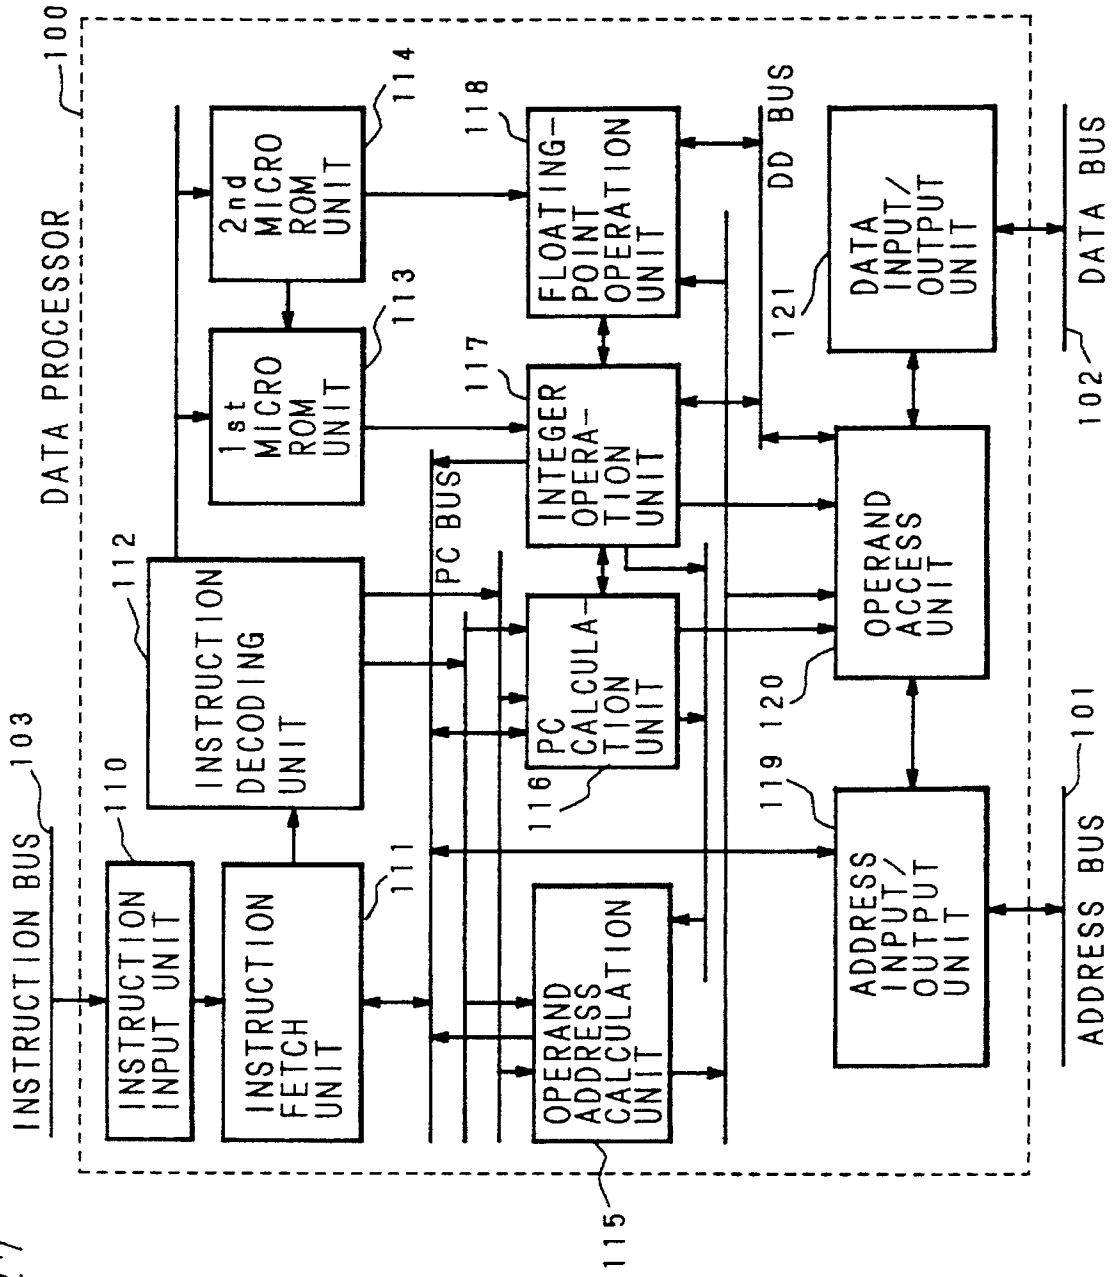 DATA PROCESSOR
100
INSTRUCTION BUS
103
INSTRUCTION
INPUT UNIT
110
INSTRUCTION
FETCH
UNIT
111
INSTRUCTION
DECODING
UNIT
112
1st
MICRO
ROM
UNIT
113
2nd
MICRO
ROM
UNIT
114
PC BUS
OPERAND
ADDRESS
CALCULATION
UNIT
115
PC
CALCULA-
TION
UNIT
116
INTEGER
OPERA-
TION
UNIT
117
FLOATING-
POINT
OPERATION
UNIT
118
DD BUS
ADDRESS
INPUT/
OUTPUT
UNIT
119
OPERAND
ACCESS
UNIT
120
DATA
INPUT/
OUTPUT
UNIT
121
ADDRESS BUS
101
DATA BUS
102